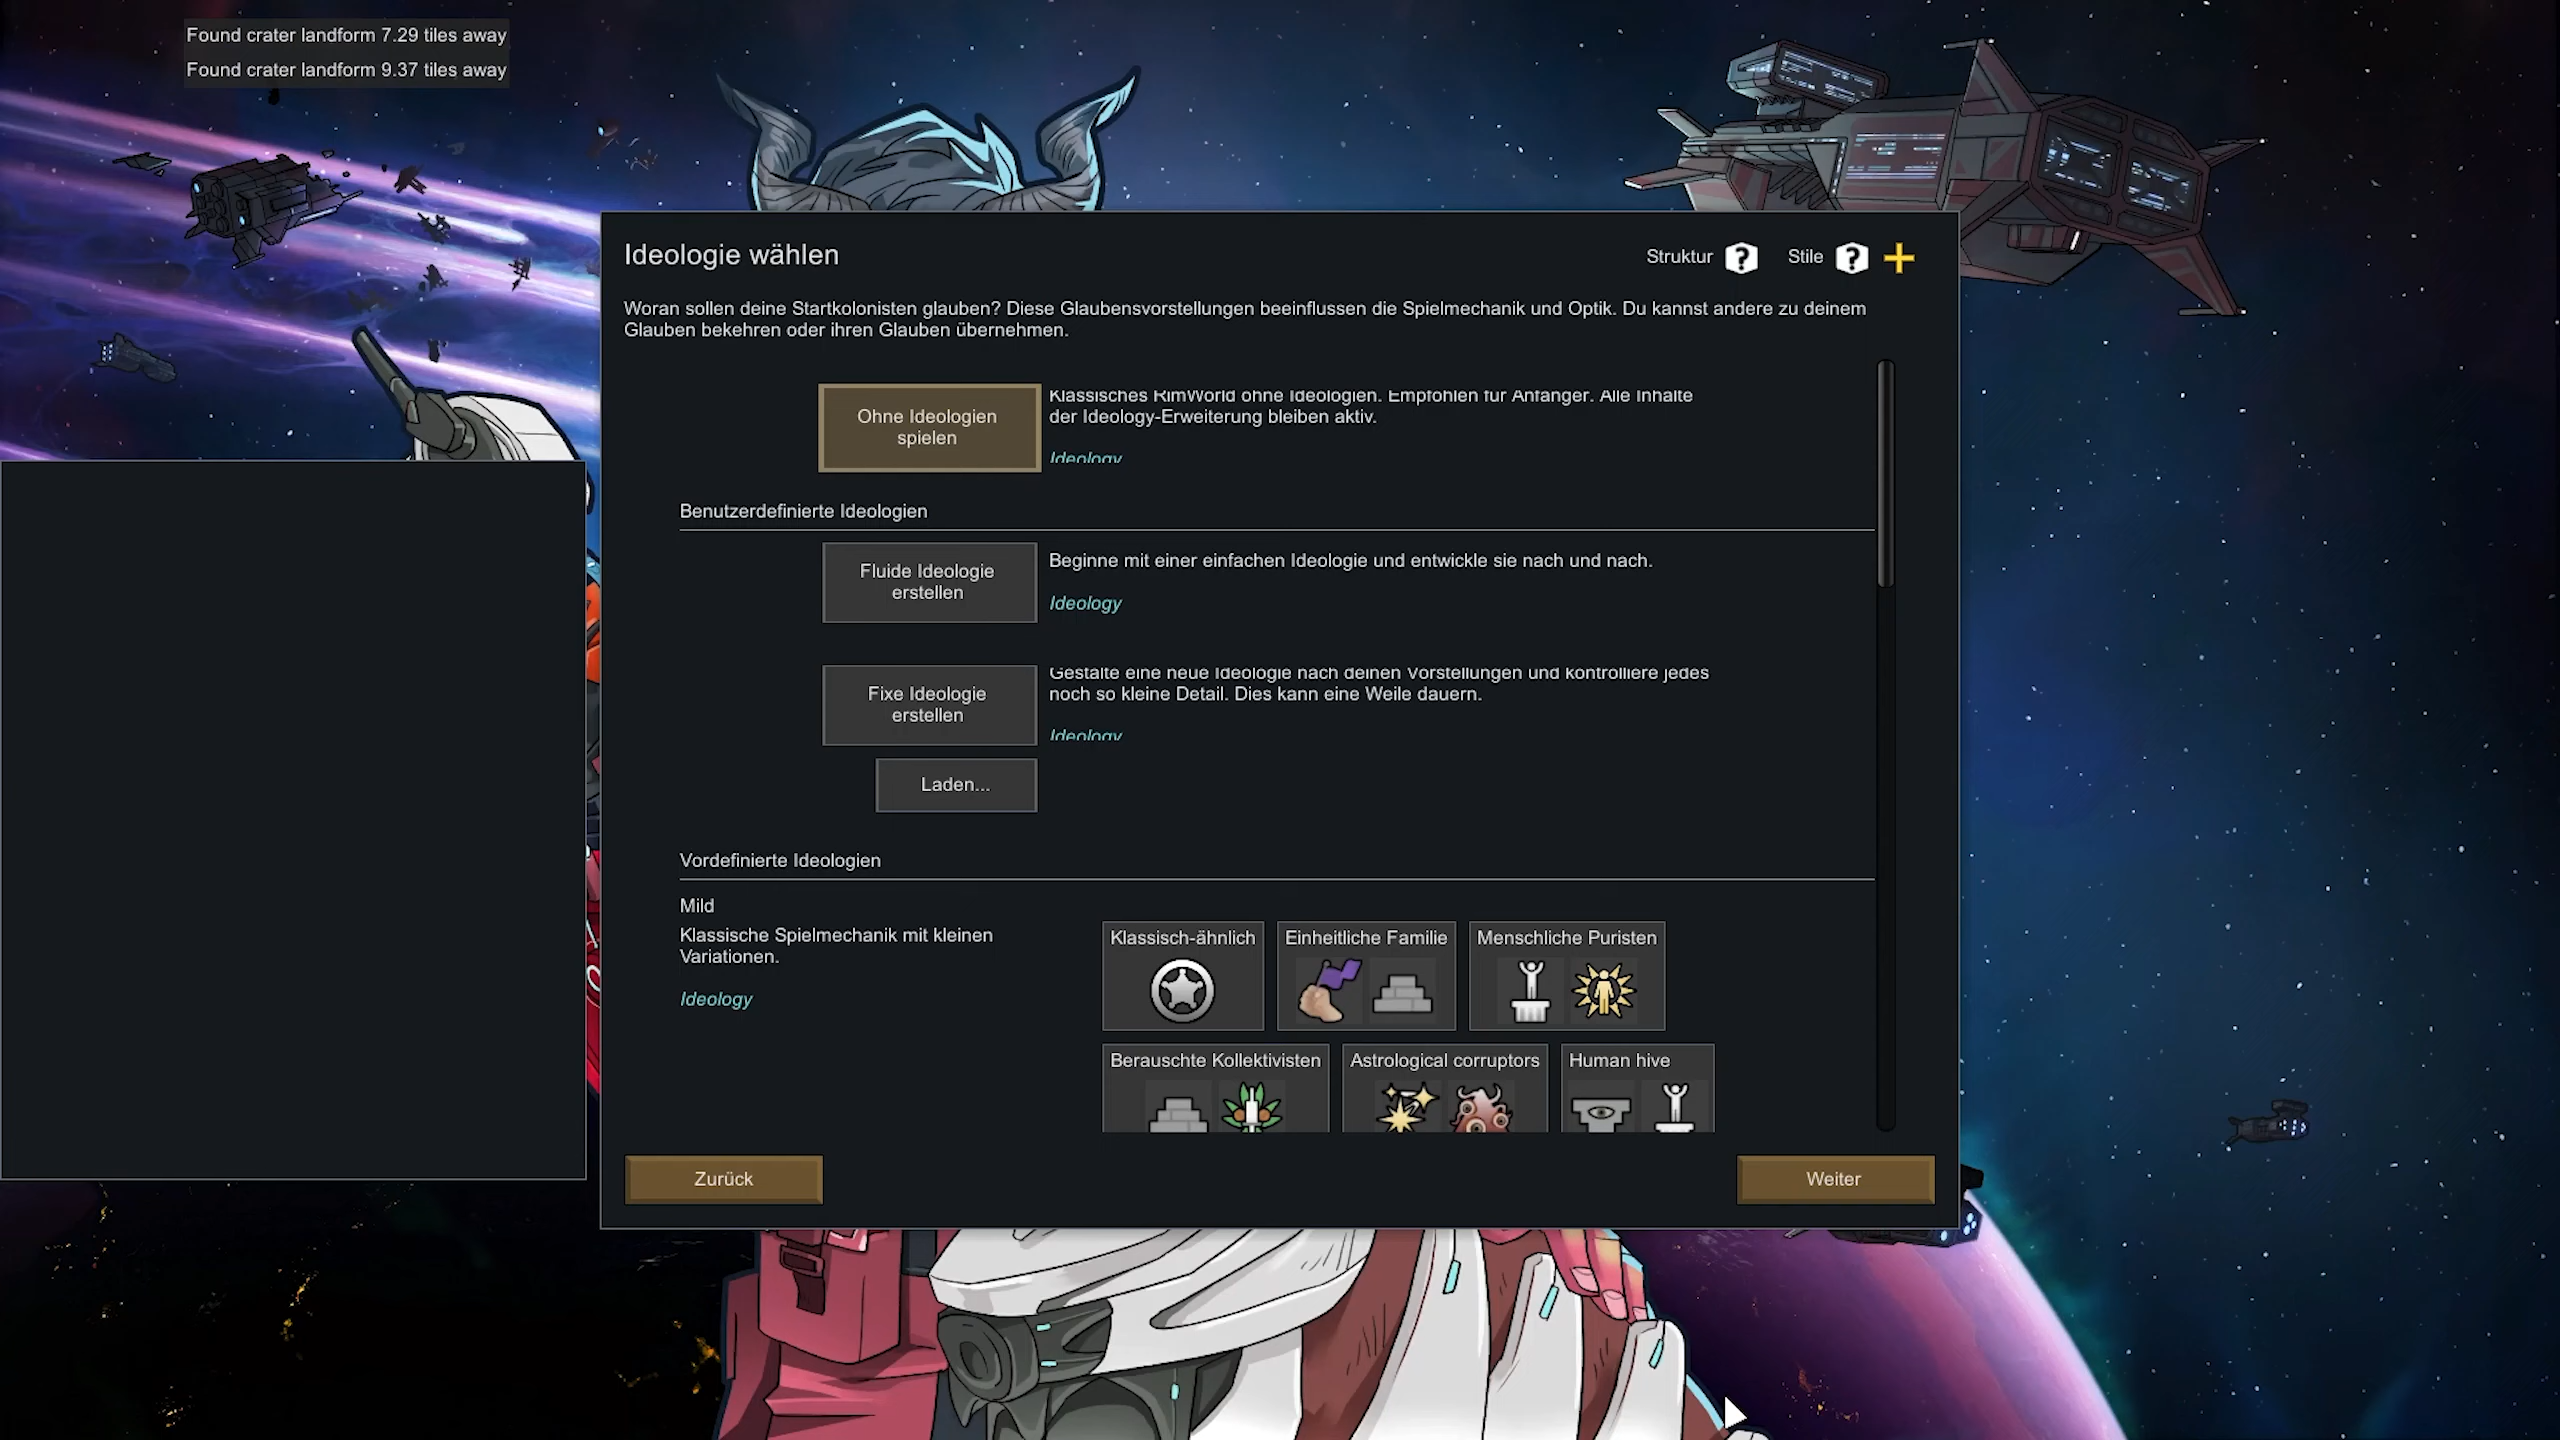 Found crater landform 7.29 tiles away
Found crater landform 9.37 tiles away
Ideologie wählen
Struktur
Stile
Woran sollen deine Startkolonisten glauben? Diese Glaubensvorstellungen beeinflussen die Spielmechanik und Optik. Du kannst andere zu deinem
Glauben bekehren oder ihren Glauben übernehmen.
Ohne Ideologien
spielen
Klassisches RimWorld ohne Ideologien. Empfohlen für Anfänger. Alle Inhalte
der Ideology-Erweiterung bleiben aktiv.
Ideology
Benutzerdefinierte Ideologien
Fluide Ideologie
erstellen
Beginne mit einer einfachen Ideologie und entwickle sie nach und nach.
Ideology
Fixe Ideologie
erstellen
Gestalte eine neue Ideologie nach deinen Vorstellungen und kontrolliere jedes
noch so kleine Detail. Dies kann eine Weile dauern.
Ideology
Laden...
Vordefinierte Ideologien
Mild
Klassische Spielmechanik mit kleinen
Variationen.
Ideology
Klassisch-ähnlich
Einheitliche Familie
Menschliche Puristen
Berauschte Kollektivisten
Astrological corruptors
Human hive
Zurück
Weiter